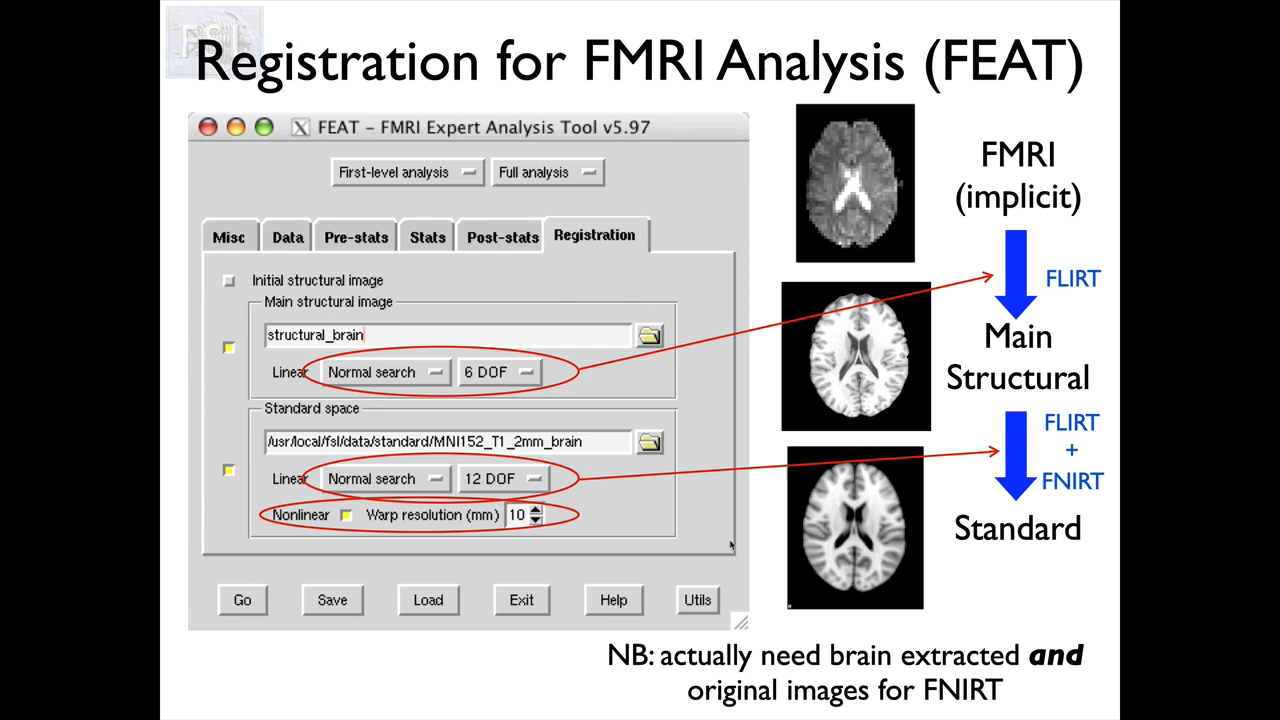 FSL
Registration for FMRI Analysis (FEAT)
X FEAT - FMRI Expert Analysis Tool v5.97
First-level analysis Full analysis
Misc Data Pre-stats Stats Post-stats Registration
Initial structural image
Main structural image
structural_brain
Linear Normal search 6 DOF
Standard space
/usr/local/fsl/data/standard/MNI152_T1_2mm_brain
Linear Normal search 12 DOF
Nonlinear Warp resolution (mm) 10
Go Save Load Exit Help Utils
FMRI
(implicit)
FLIRT
Main
Structural
FLIRT
+
FNIRT
Standard
NB: actually need brain extracted and
original images for FNIRT